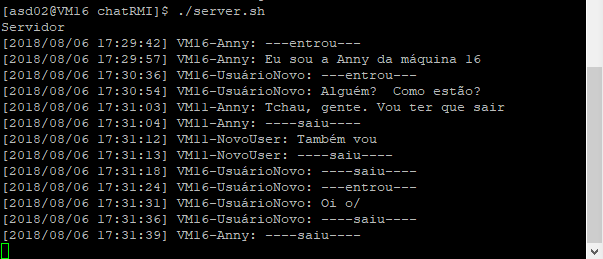 [asd02@VM16 chatRMI]$ ./server.sh
Servidor
[2018/08/06 17:29:42] VM16-Anny: ---entrou---
[2018/08/06 17:29:57] VM16-Anny: Eu sou a Anny da máquina 16
[2018/08/06 17:30:36] VM16-UsuárioNovo: ---entrou---
[2018/08/06 17:30:54] VM16-UsuárioNovo: Alguém?  Como estão?
[2018/08/06 17:31:03] VM11-Anny: Tchau, gente. Vou ter que sair
[2018/08/06 17:31:04] VM11-Anny: ----saiu----
[2018/08/06 17:31:12] VM11-NovoUser: Também vou
[2018/08/06 17:31:13] VM11-NovoUser: ----saiu----
[2018/08/06 17:31:18] VM16-UsuárioNovo: ----saiu----
[2018/08/06 17:31:24] VM16-UsuárioNovo: ---entrou---
[2018/08/06 17:31:31] VM16-UsuárioNovo: Oi o/
[2018/08/06 17:31:36] VM16-UsuárioNovo: ----saiu----
[2018/08/06 17:31:39] VM16-Anny: ----saiu----